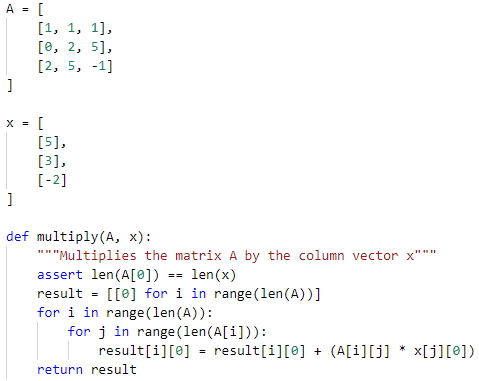 A = [
    [1, 1, 1],
    [0, 2, 5],
    [2, 5, -1]
]

x = [
    [5],
    [3],
    [-2]
]

def multiply(A, x):
    """Multiplies the matrix A by the column vector x"""
    assert len(A[0]) == len(x)
    result = [[0] for i in range(len(A))]
    for i in range(len(A)):
        for j in range(len(A[i])):
            result[i][0] = result[i][0] + (A[i][j] * x[j][0])
    return result